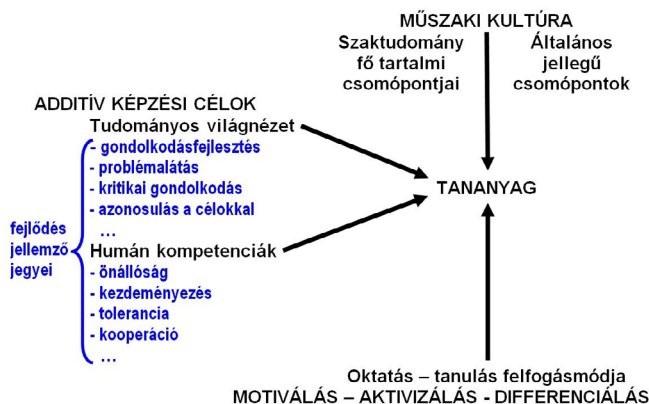 MŰSZAKI KULTÚRA
Szaktudomány
fő tartalmi
csomópontjai
Általános
jellegű
csomópontok
ADDITÍV KÉPZÉSI CÉLOK
Tudományos világnézet
- gondolkodásfejlesztés
- problémalátás
- kritikai gondolkodás
- azonosulás a célokkal
...
fejlődés
jellemző
jegyei
Humán kompetenciák
- önállóság
- kezdeményezés
- tolerancia
- kooperáció
...
TANANYAG
Oktatás – tanulás felfogásmódja
MOTIVÁLÁS – AKTIVIZÁLÁS - DIFFERENCIÁLÁS